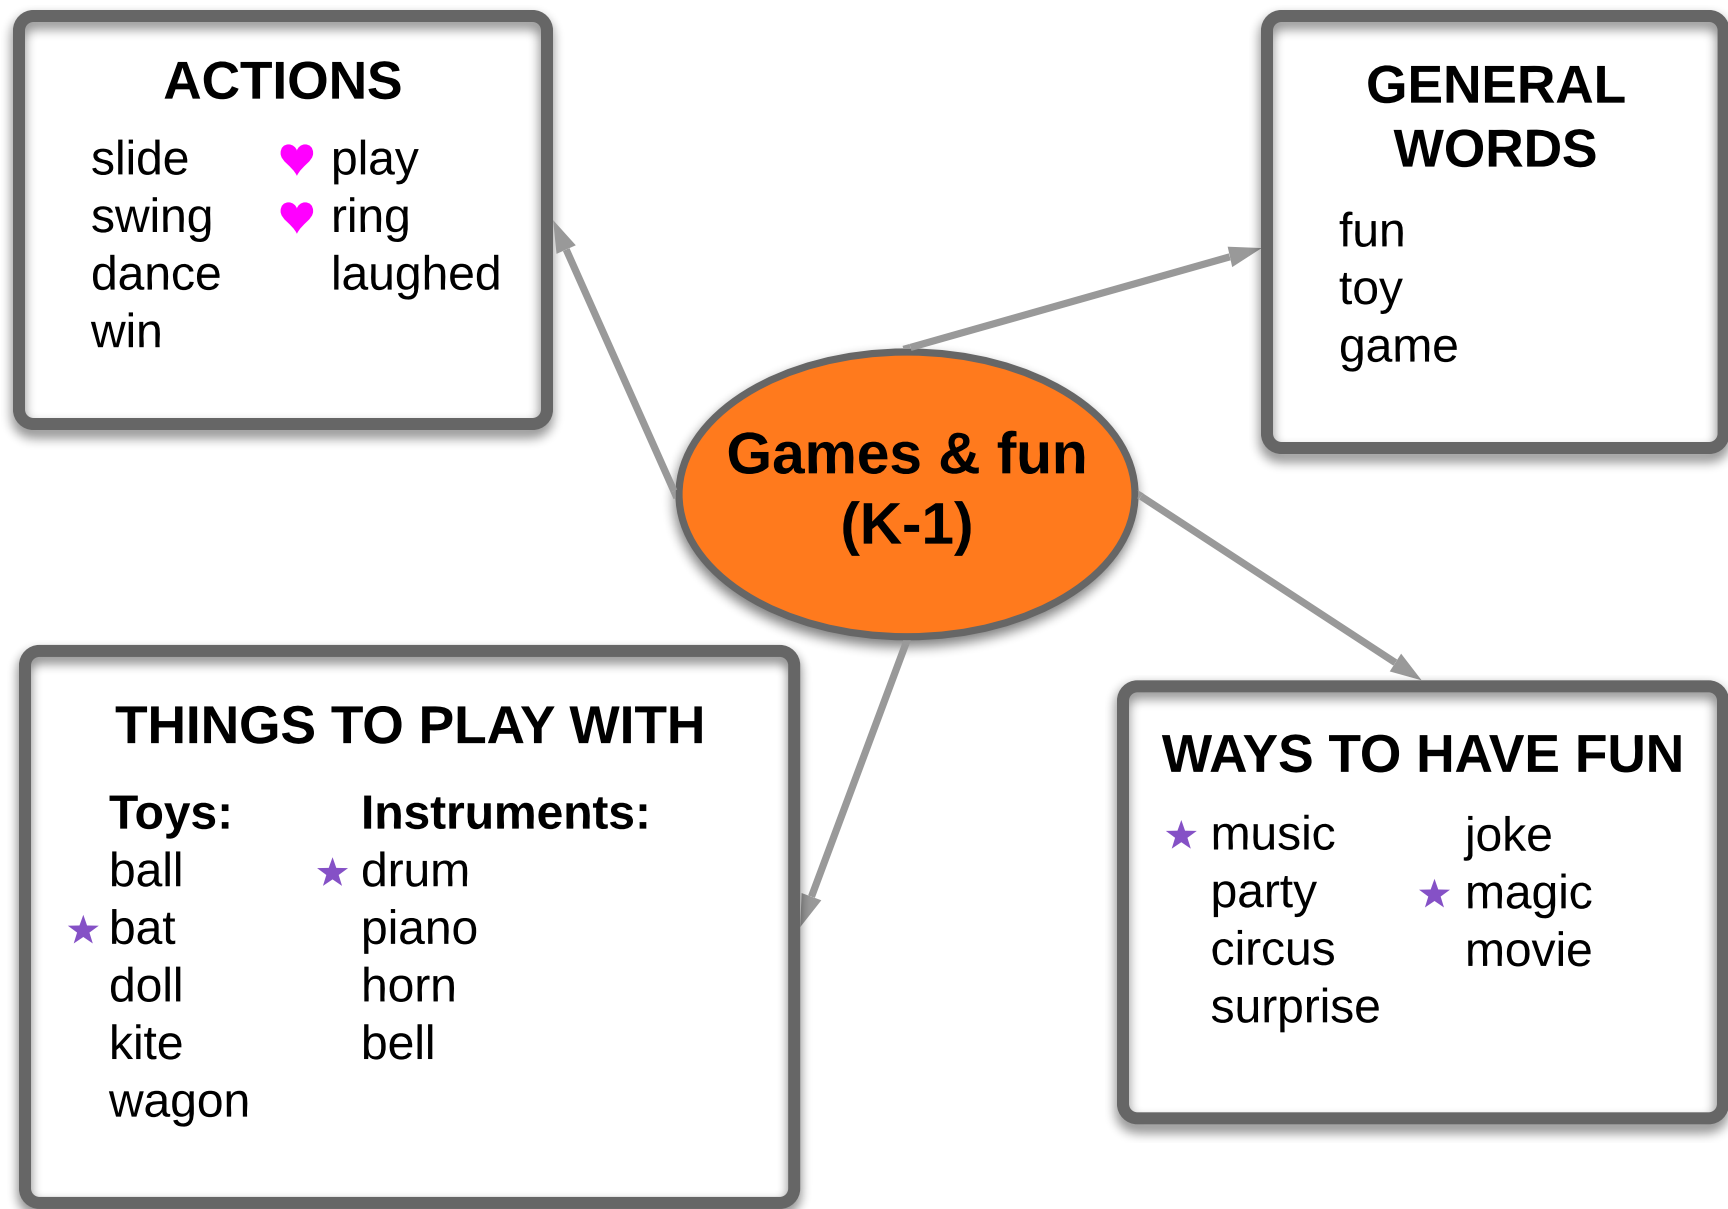 ACTIONS
slide
swing
dance
win
play
ring
laughed
GENERAL
WORDS
fun
toy
game
Games & fun
(K-1)
THINGS TO PLAY WITH
Toys:
ball
bat
doll
kite
wagon
Instruments:
drum
piano
horn
bell
WAYS TO HAVE FUN
music
party
circus
surprise
joke
magic
movie